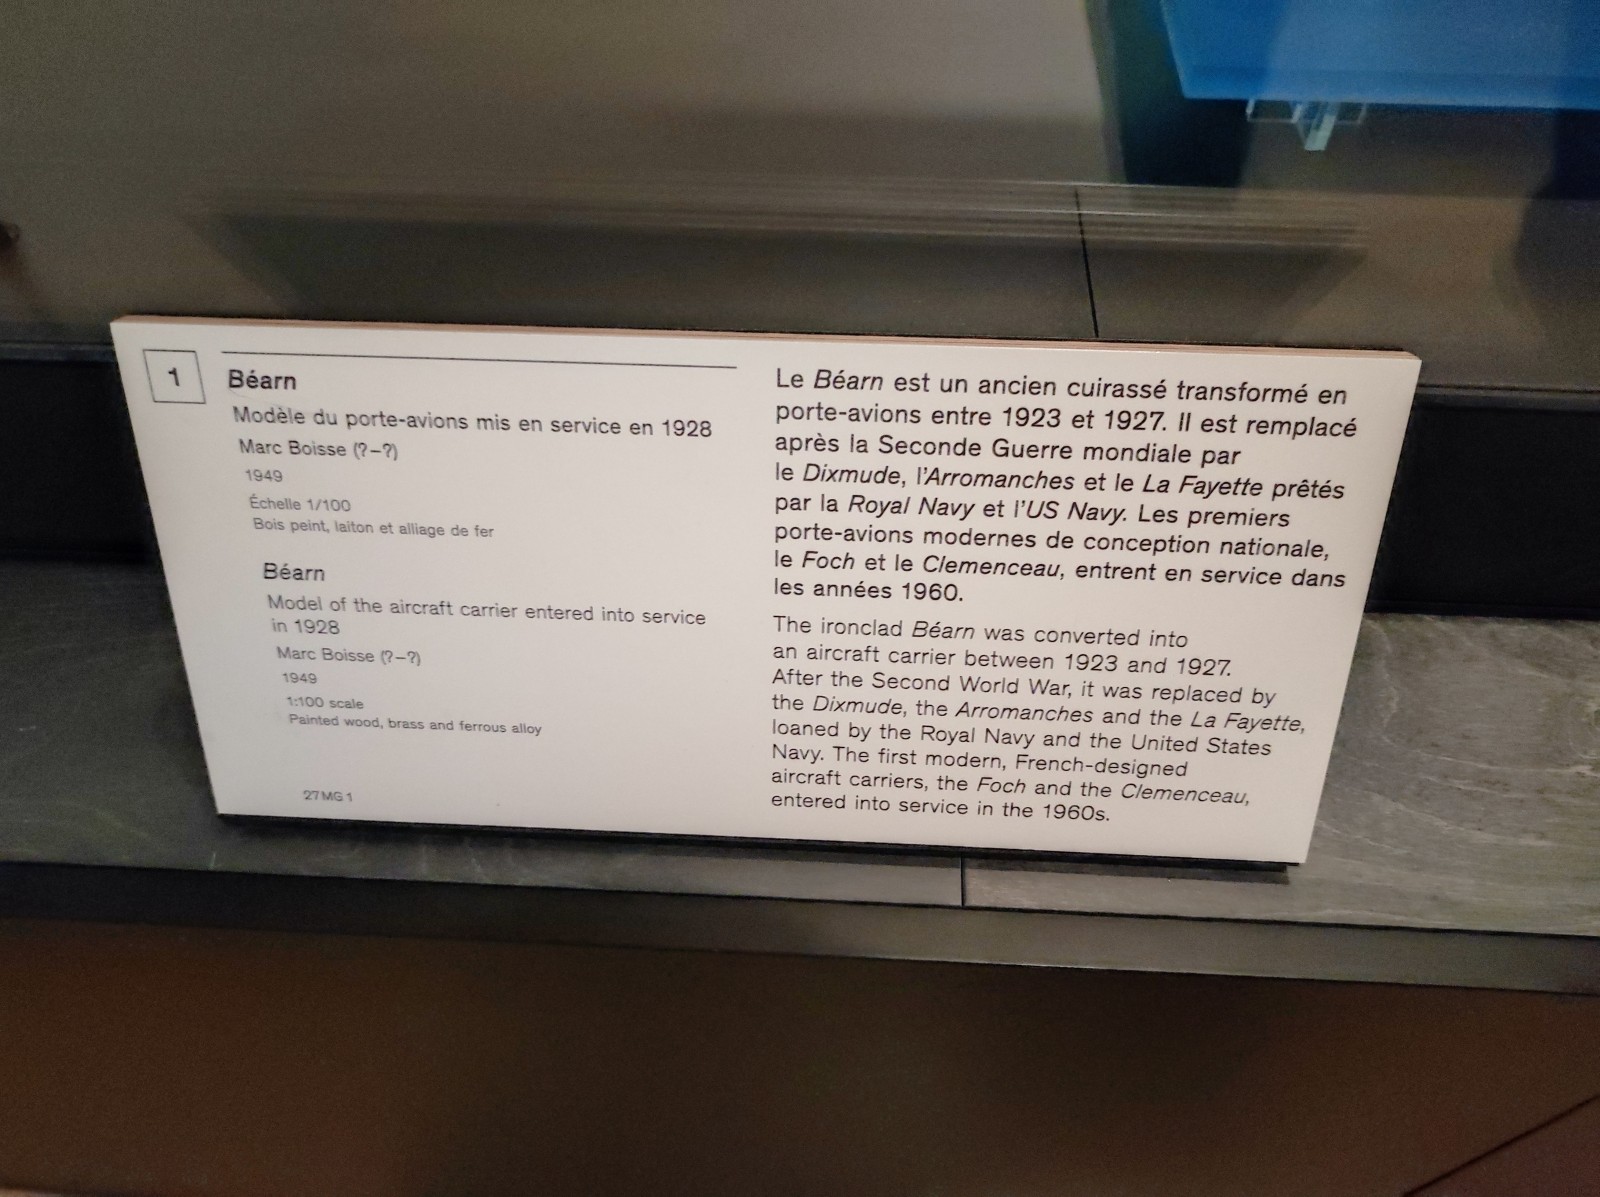 1
Béarn
Modèle du porte-avions mis en service en 1928
Marc Boisse (?–?)
1949
Échelle 1/100
Bois peint, laiton et alliage de fer
Béarn
Model of the aircraft carrier entered into service
in 1928
Marc Boisse (?–?)
1949
1:100 scale
Painted wood, brass and ferrous alloy
27 MG 1
Le Béarn est un ancien cuirassé transformé en
porte-avions entre 1923 et 1927. Il est remplacé
après la Seconde Guerre mondiale par
le Dixmude, l'Arromanches et le La Fayette prêtés
par la Royal Navy et l'US Navy. Les premiers
porte-avions modernes de conception nationale,
le Foch et le Clemenceau, entrent en service dans
les années 1960.
The ironclad Béarn was converted into
an aircraft carrier between 1923 and 1927.
After the Second World War, it was replaced by
the Dixmude, the Arromanches and the La Fayette,
loaned by the Royal Navy and the United States
Navy. The first modern, French-designed
aircraft carriers, the Foch and the Clemenceau,
entered into service in the 1960s.